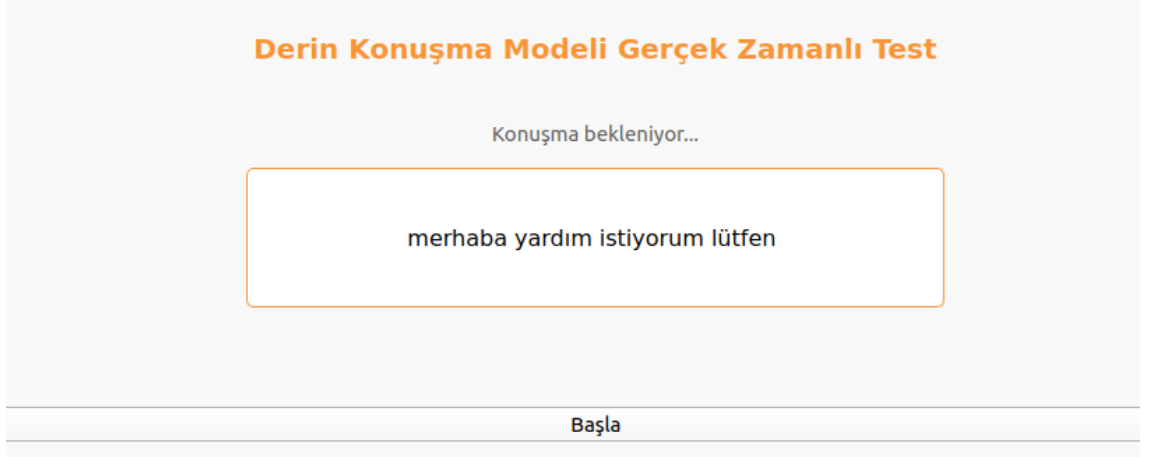 Derin Konuşma Modeli Gerçek Zamanlı Test
Konuşma bekleniyor...
merhaba yardım istiyorum lütfen
Başla